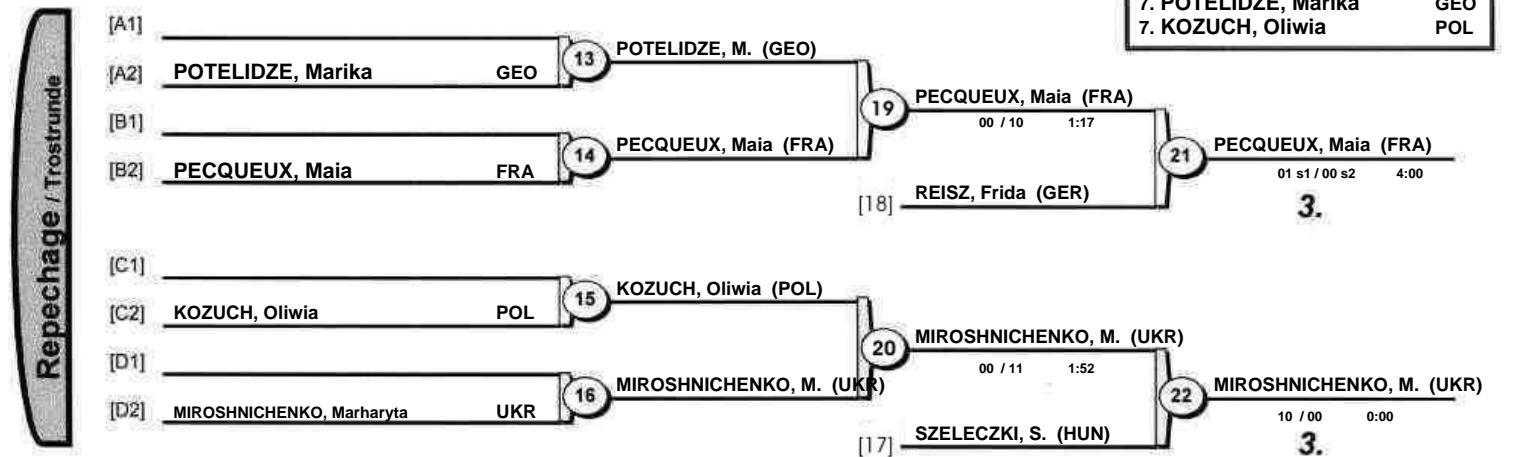 7. POTELIDZE, Marika GEO
7. KOZUCH, Oliwia POL
Repechage / Trostrunde
[A1]
[A2] POTELIDZE, Marika GEO
13
POTELIDZE, M. (GEO)
[B1]
[B2] PECQUEUX, Maia FRA
14
PECQUEUX, Maia (FRA)
19
PECQUEUX, Maia (FRA)
00 / 10 1:17
[18] REISZ, Frida (GER)
21
PECQUEUX, Maia (FRA)
01 s1 / 00 s2 4:00
3.
[C1]
[C2] KOZUCH, Oliwia POL
15
KOZUCH, Oliwia (POL)
[D1]
[D2] MIROSHNICHENKO, Marharyta UKR
16
MIROSHNICHENKO, M. (UKR)
20
MIROSHNICHENKO, M. (UKR)
00 / 11 1:52
[17] SZELECZKI, S. (HUN)
22
MIROSHNICHENKO, M. (UKR)
10 / 00 0:00
3.